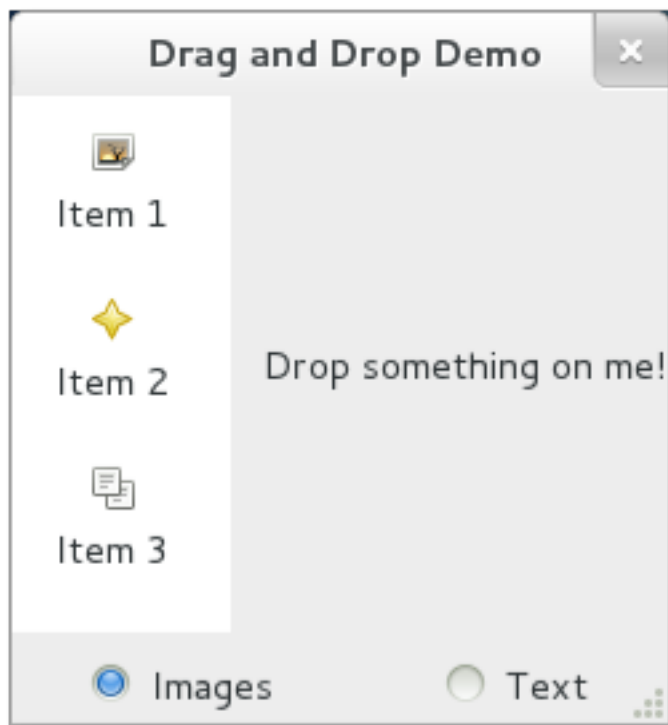 Drag and Drop Demo
Item 1
Item 2
Item 3
Drop something on me!
Images
Text